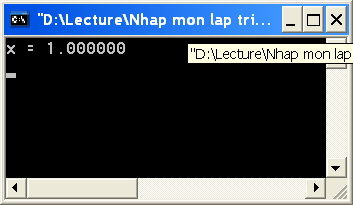 "D:\Lecture\Nhap mon lap tri...
x = 1.000000
"D:\Lecture\Nhap mon lap